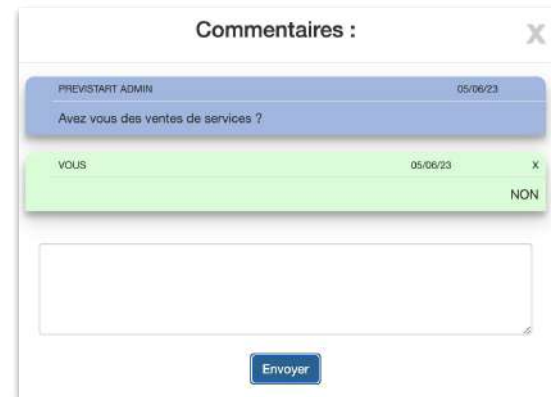 Commentaires :
X
PREVISTART ADMIN 05/06/23
Avez vous des ventes de services ?
VOUS 05/06/23 X
NON
Envoyer